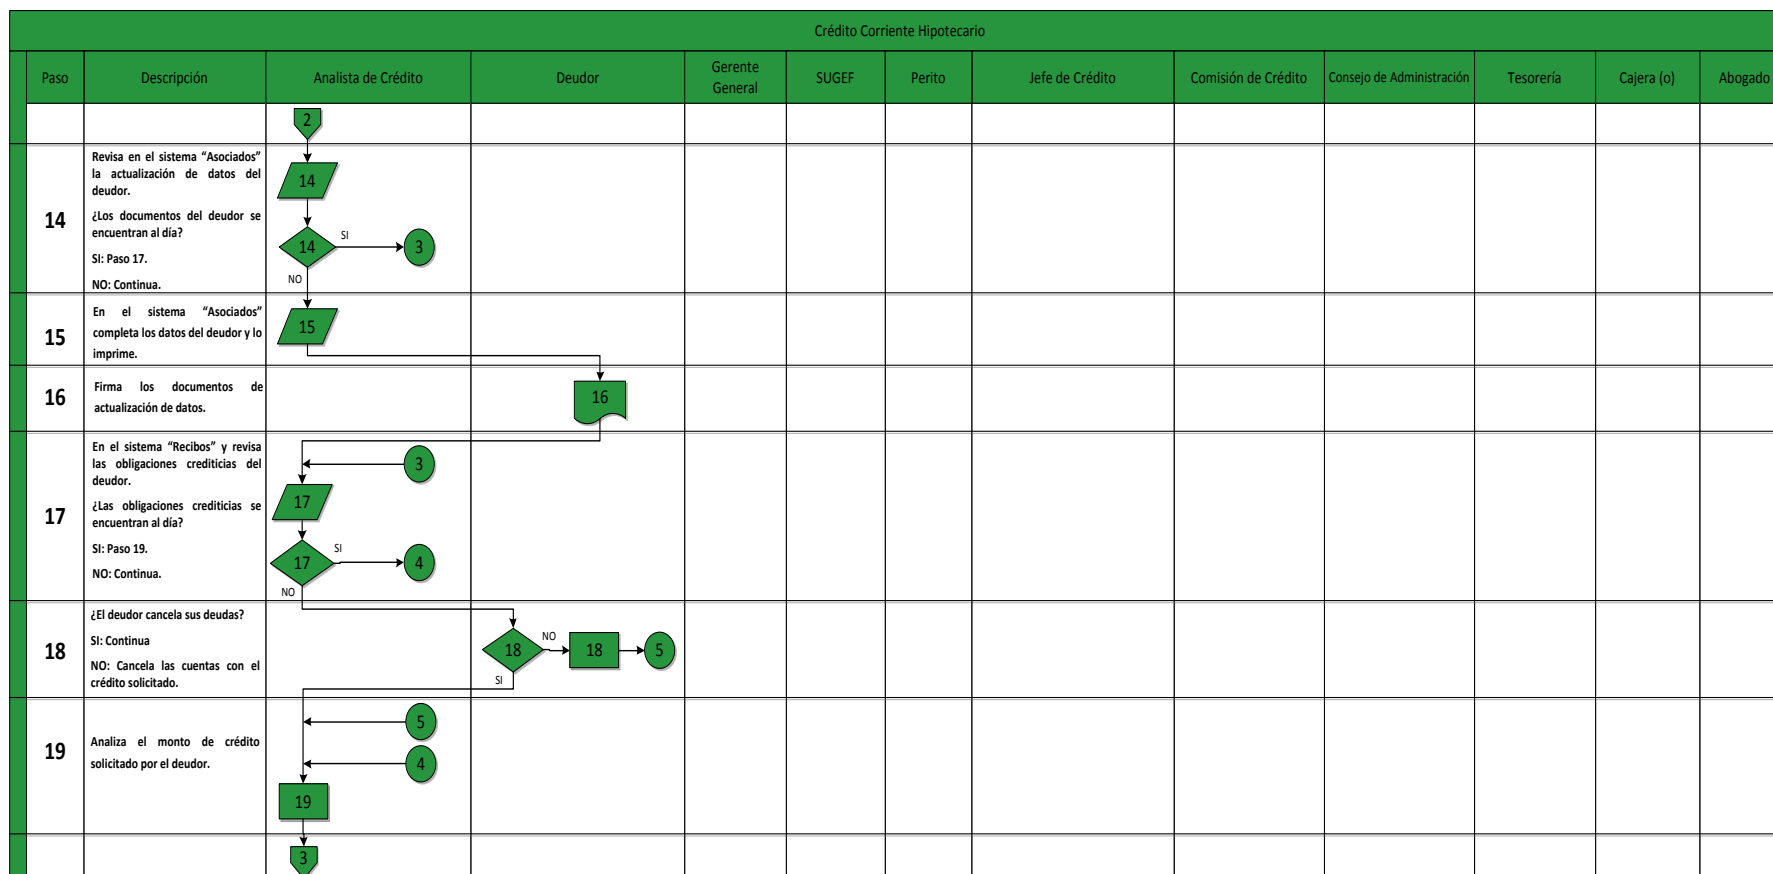 Crédito Corriente Hipotecario
Paso
Descripción
Analista de Crédito
Deudor
Gerente
General
SUGEF
Perito
Jefe de Crédito
Comisión de Crédito
Consejo de Administración
Tesorería
Cajera (o)
Abogado
2
14
Revisa en el sistema “Asociados”
la actualización de datos del
deudor.
¿Los documentos del deudor se
encuentran al día?
SI: Paso 17.
NO: Continua.
14
14
SI
3
NO
15
En el sistema “Asociados”
completa los datos del deudor y lo
imprime.
15
16
Firma los documentos de
actualización de datos.
16
17
En el sistema “Recibos” y revisa
las obligaciones crediticias del
deudor.
¿Las obligaciones crediticias se
encuentran al día?
SI: Paso 19.
NO: Continua.
3
17
17
SI
4
NO
18
¿El deudor cancela sus deudas?
SI: Continua
NO: Cancela las cuentas con el
crédito solicitado.
18
NO
18
5
SI
19
Analiza el monto de crédito
solicitado por el deudor.
5
4
19
3